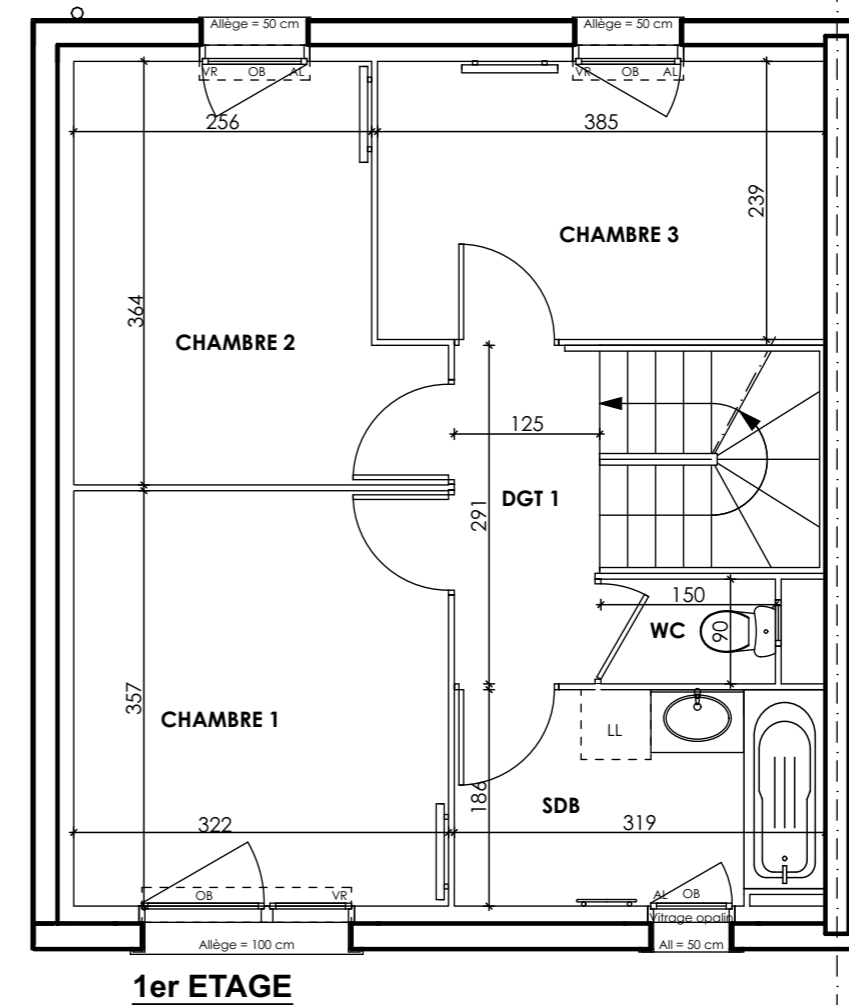 Allège = 50 cm
Allège = 50 cm
VR OB AL
VR OB AL
256
385
239
CHAMBRE 3
364
CHAMBRE 2
125
DGT 1
291
150
WC
90
357
CHAMBRE 1
LL
186
SDB
322
319
OB VR
AL OB
Vitrage opalin
Allège = 100 cm
All = 50 cm
1er ETAGE